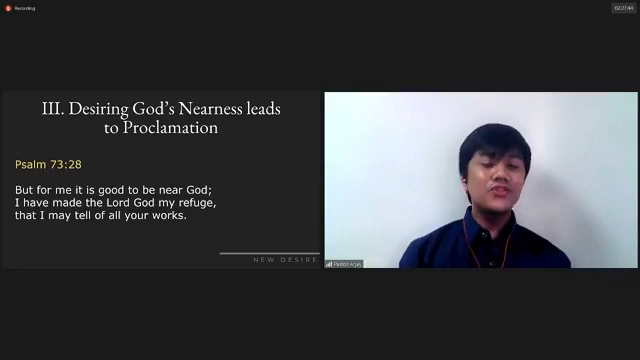 Recording
02:27:44
III. Desiring God's Nearness leads
to Proclamation
Psalm 73:28
But for me it is good to be near God;
I have made the Lord God my refuge,
that I may tell of all your works.
NEW DESIRE
Pastor Arjay